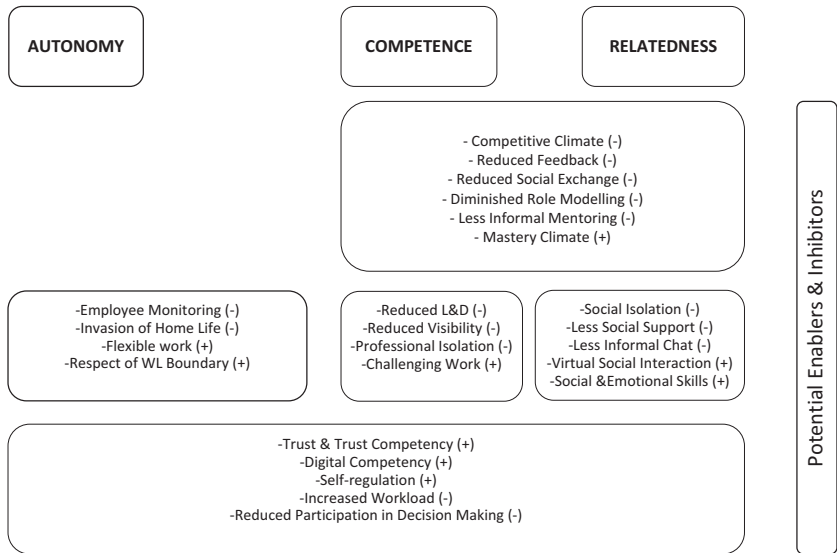 AUTONOMY
COMPETENCE
RELATEDNESS
- Competitive Climate (-)
- Reduced Feedback (-)
- Reduced Social Exchange (-)
- Diminished Role Modelling (-)
- Less Informal Mentoring (-)
- Mastery Climate (+)
-Employee Monitoring (-)
-Invasion of Home Life (-)
-Flexible work (+)
-Respect of WL Boundary (+)
-Reduced L&D (-)
-Reduced Visibility (-)
-Professional Isolation (-)
-Challenging Work (+)
-Social Isolation (-)
-Less Social Support (-)
-Less Informal Chat (-)
-Virtual Social Interaction (+)
-Social &Emotional Skills (+)
-Trust & Trust Competency (+)
-Digital Competency (+)
-Self-regulation (+)
-Increased Workload (-)
-Reduced Participation in Decision Making (-)
Potential Enablers & Inhibitors